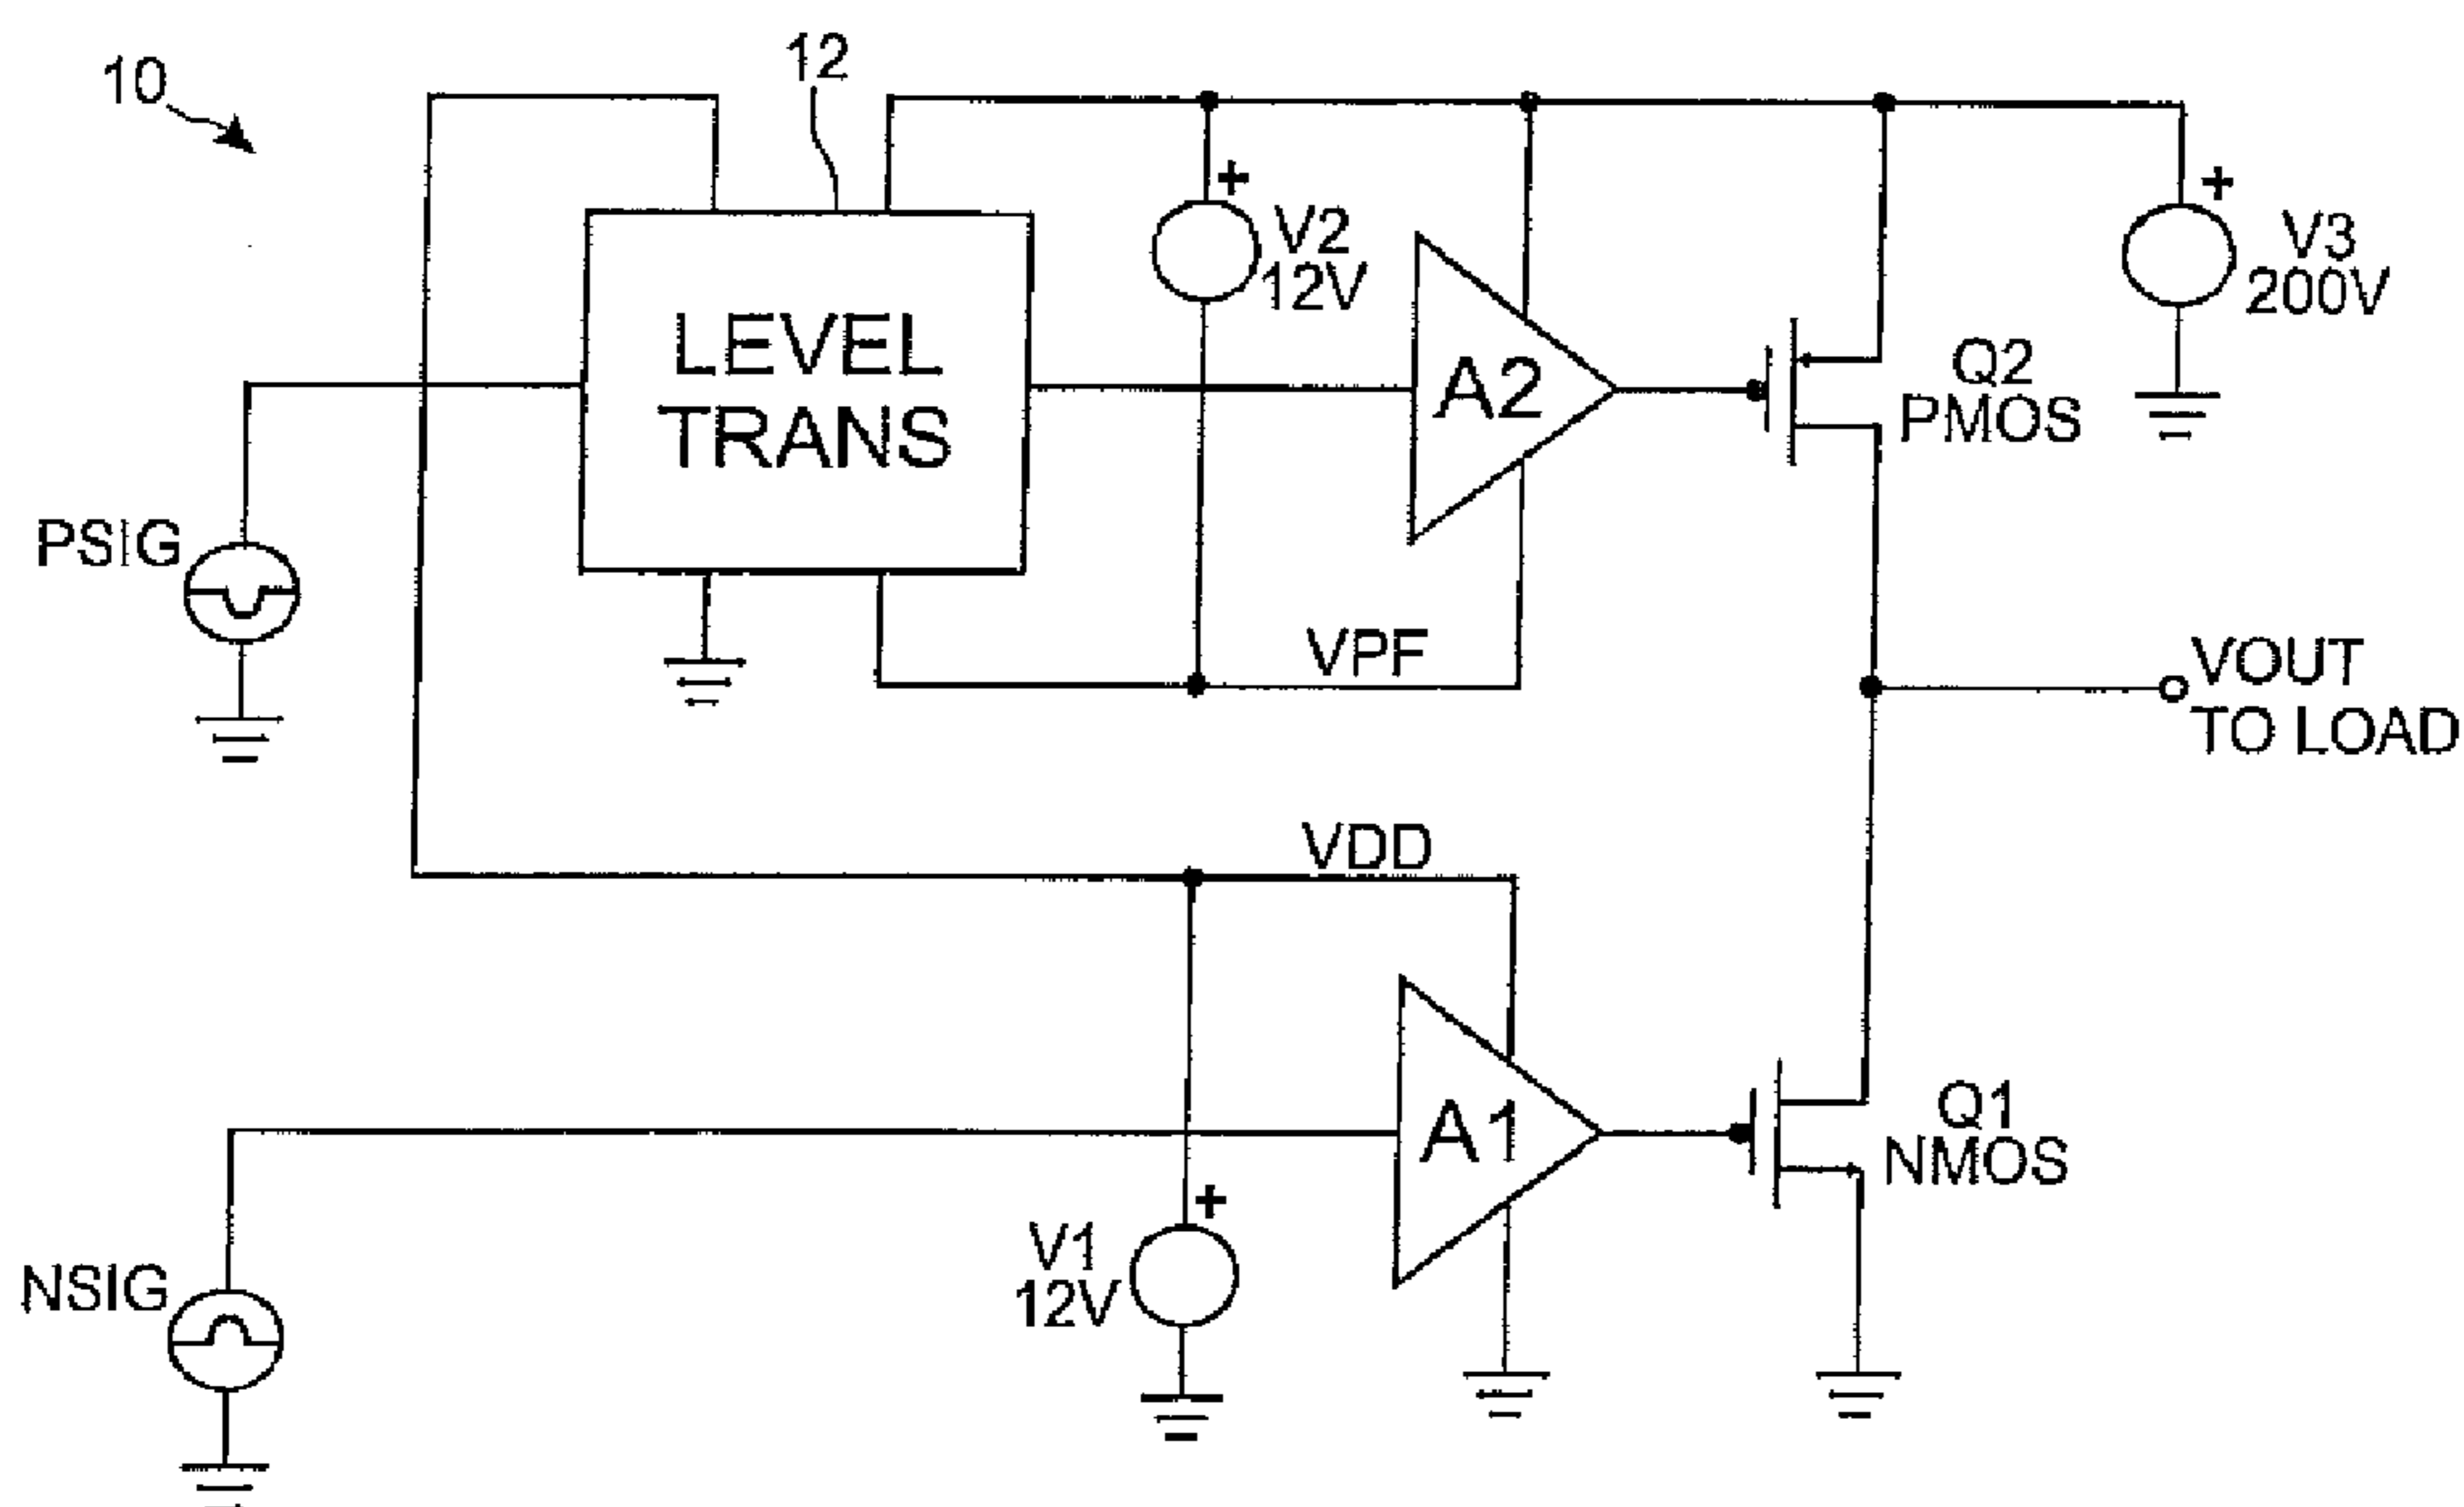 10
12
+
V2
12V
+
V3
200V
LEVEL
TRANS
A2
Q2
PMOS
PSIG
VPF
VOUT
TO LOAD
VDD
A1
Q1
NMOS
+
V1
12V
NSIG